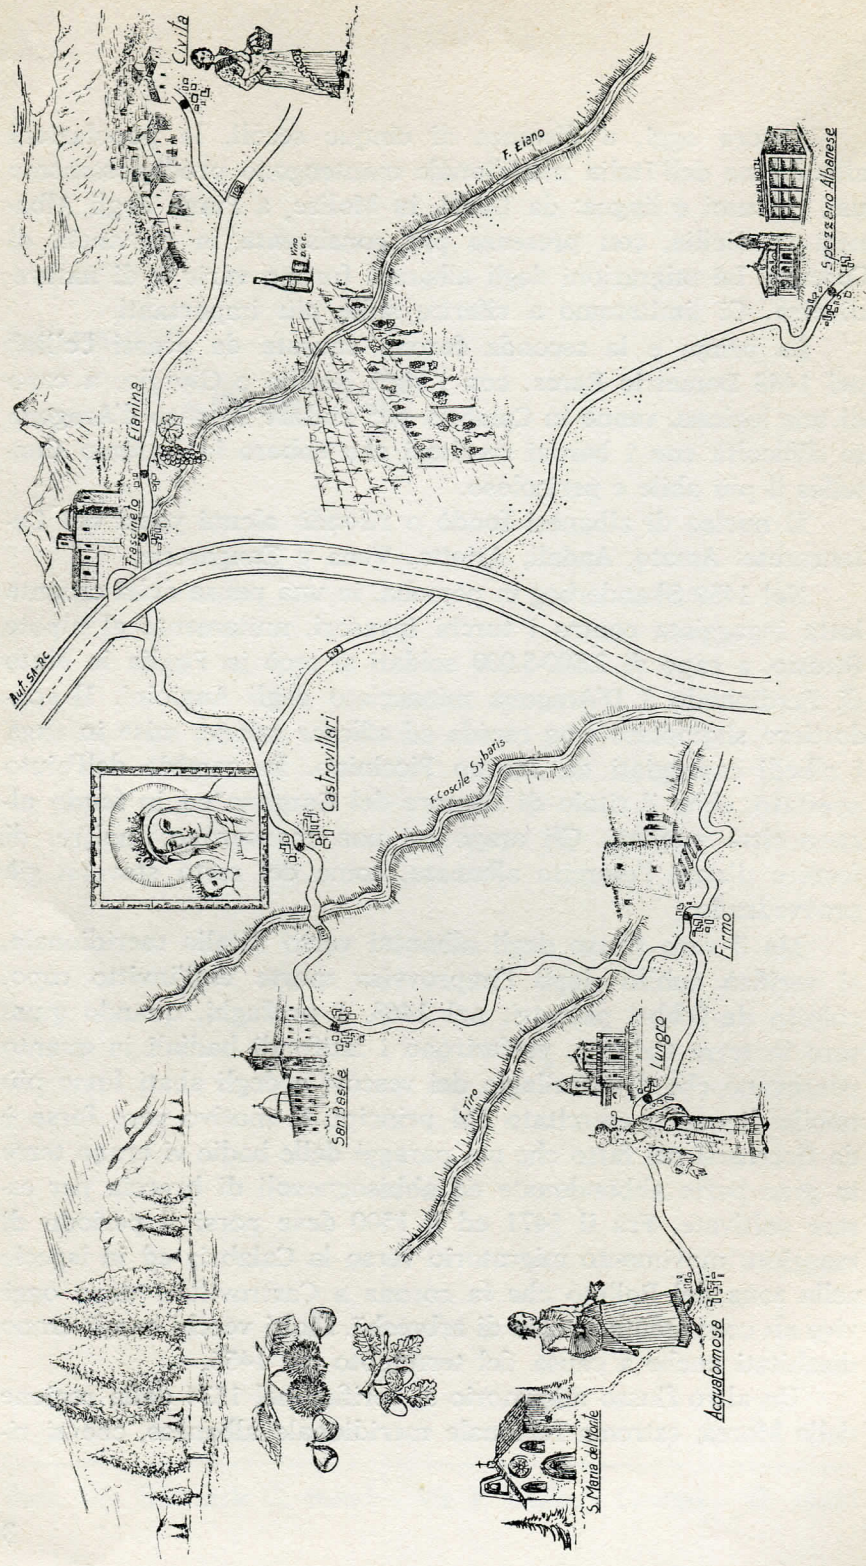 Civita
F. Eiano
Spezzano Albanese
Vino
D.O.C.
Eianina
Frascineto
Aut. SA-RC
19
Castrovillari
F. Coscile Sybaris
Firmo
San Basile
Lungro
F. Tiro
Acquaformosa
S. Maria del Monte